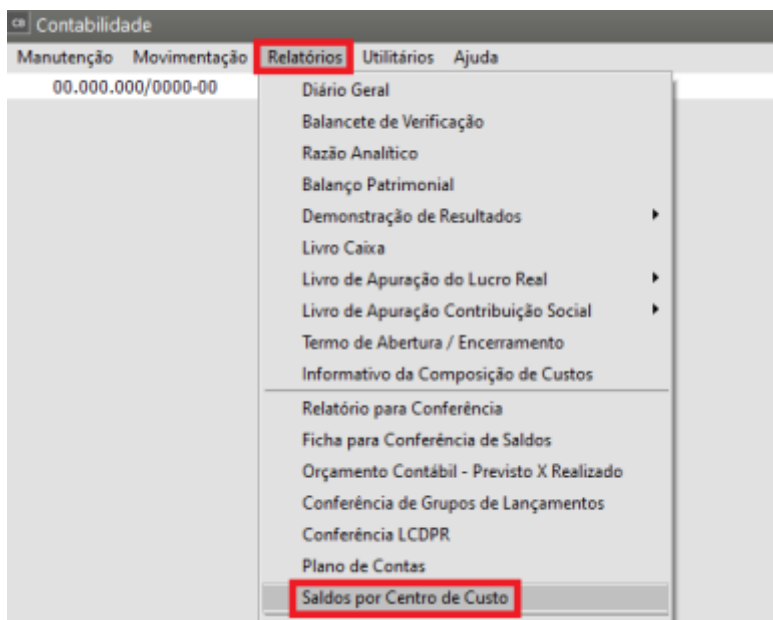 CB Contabilidade
Manutenção Movimentação Relatórios Utilitários Ajuda
00.000.000/0000-00
Diário Geral
Balancete de Verificação
Razão Analítico
Balanço Patrimonial
Demonstração de Resultados
Livro Caixa
Livro de Apuração do Lucro Real
Livro de Apuração Contribuição Social
Termo de Abertura / Encerramento
Informativo da Composição de Custos
Relatório para Conferência
Ficha para Conferência de Saldos
Orçamento Contábil - Previsto X Realizado
Conferência de Grupos de Lançamentos
Conferência LCDPR
Plano de Contas
Saldos por Centro de Custo